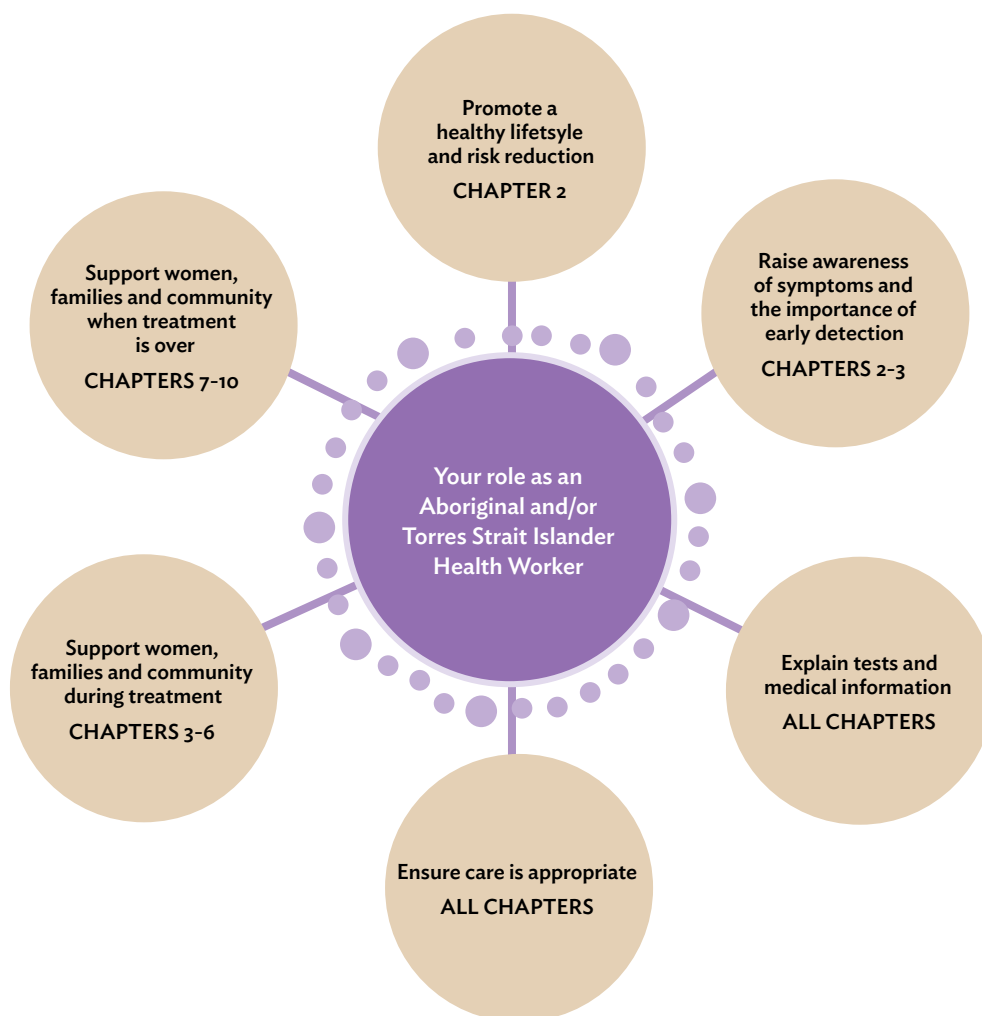 Promote a
healthy lifetsyle
and risk reduction
CHAPTER 2
Raise awareness
of symptoms and
the importance of
early detection
CHAPTERS 2-3
Explain tests and
medical information
ALL CHAPTERS
Ensure care is appropriate
ALL CHAPTERS
Support women,
families and community
during treatment
CHAPTERS 3-6
Support women,
families and community
when treatment
is over
CHAPTERS 7-10
Your role as an
Aboriginal and/or
Torres Strait Islander
Health Worker